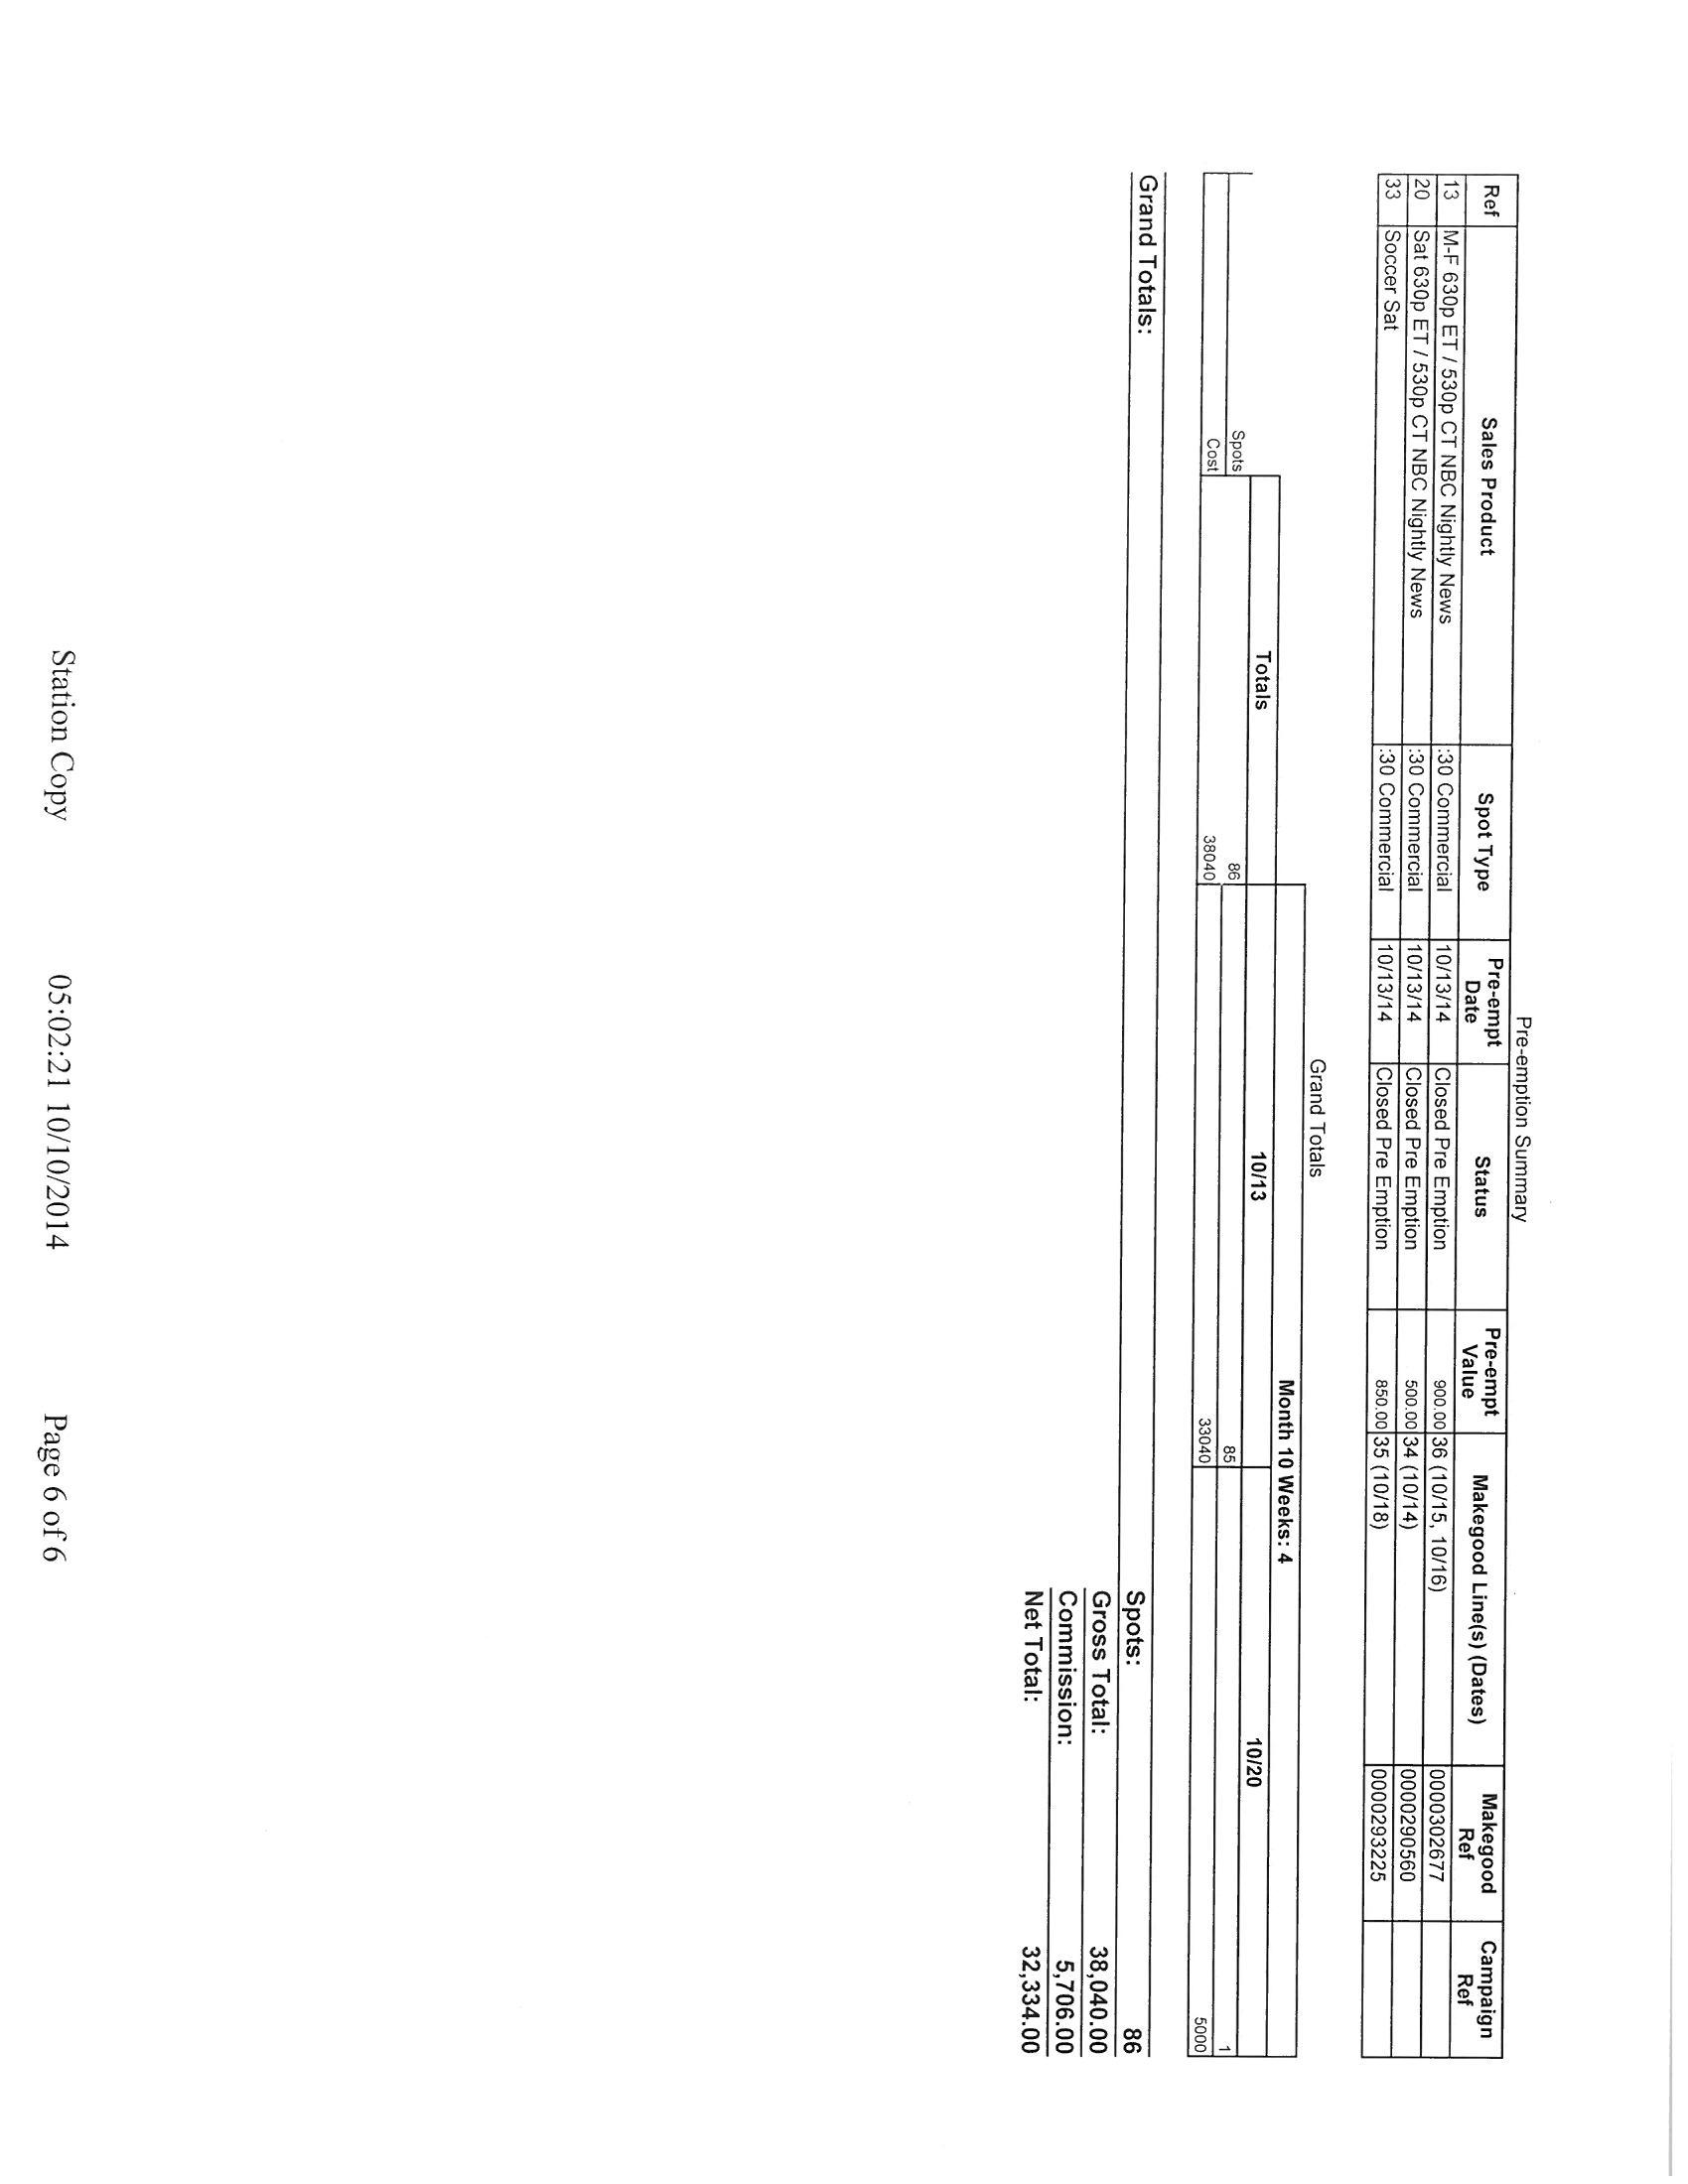 Pre-emption Summary
Ref Sales Product Spot Type Pre-empt Date Status Pre-empt Value Makegood Line(s) (Dates) Makegood Ref Campaign Ref
13 M-F 630p ET / 530p CT NBC Nightly News :30 Commercial 10/13/14 Closed Pre Emption 900.00 36 (10/15, 10/16) 0000302677
20 Sat 630p ET / 530p CT NBC Nightly News :30 Commercial 10/13/14 Closed Pre Emption 500.00 34 (10/14) 0000290560
33 Soccer Sat :30 Commercial 10/13/14 Closed Pre Emption 850.00 35 (10/18) 0000293225
Grand Totals
Month 10 Weeks: 4
Totals 10/13 10/20
Spots 86 85 1
Cost 38040 33040 5000
Grand Totals: Spots: 86
Gross Total: 38,040.00
Commission: 5,706.00
Net Total: 32,334.00
Station Copy 05:02:21 10/10/2014 Page 6 of 6